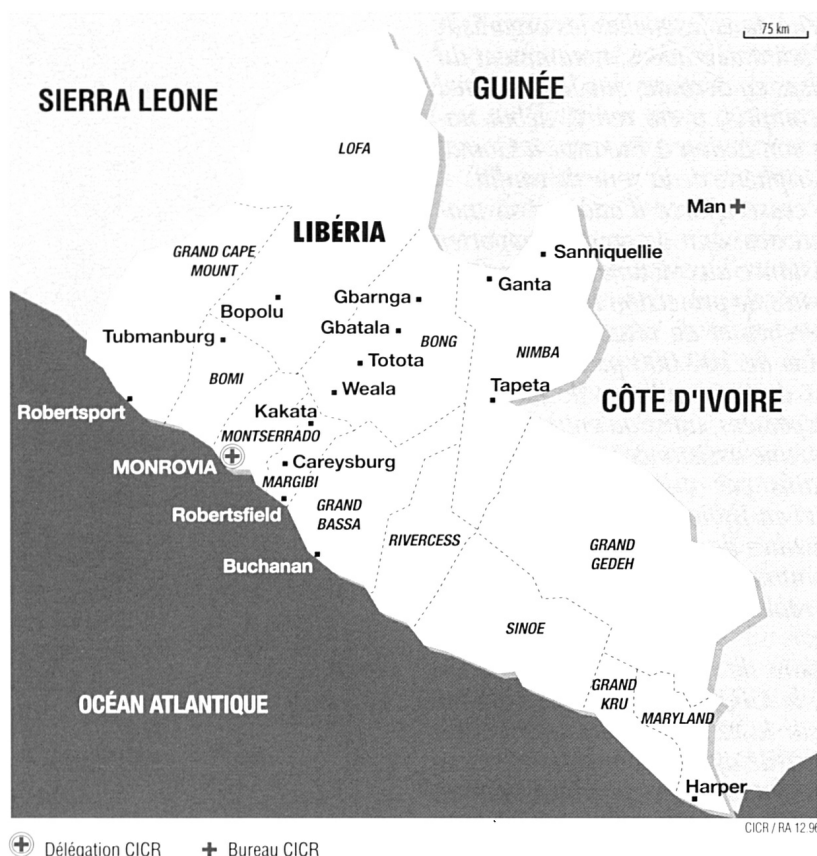 75 km
SIERRA LEONE
GUINÉE
LOFA
Man
LIBÉRIA
GRAND CAPE
MOUNT
Sanniquellie
Ganta
Gbarnga
Bopolu
Gbatala
Tubmanburg
BONG
NIMBA
Totota
BOMI
Weala
Tapeta
CÔTE D'IVOIRE
Robertsport
Kakata
MONTSERRADO
MONROVIA
Careysburg
MARGIBI
Robertsfield
GRAND
BASSA
RIVERCESS
GRAND
GEDEH
Buchanan
SINOE
OCÉAN ATLANTIQUE
GRAND
KRU
MARYLAND
Harper
CICR / RA 12.96
Délégation CICR
Bureau CICR